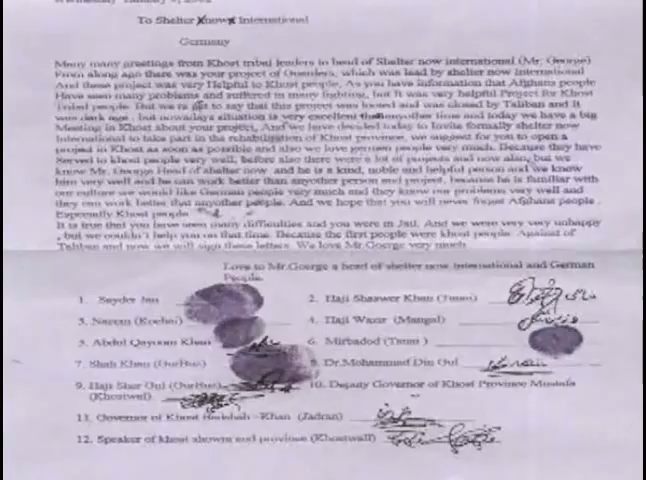 To Shelter Now International
Germany
Many many greetings from Khost tribal leaders to head of Shelter now international (Mr. George)
From along ago there was your project of which was lead by shelter now International
And these project was very Helpful to Khost people. As you have information that Afghans people
Have seen many problems and suffered in many fighting, but It was very helpful Project for Khost
Tribal people. But we r to say that this project was looted and was closed by Taliban and It
was dark age , but nowadays situation is very excellent than anyother time and today we have a big
Meeting in Khost about your project, And we have decided today to Invite formally shelter now
International to take part in the rehabilitation of Khost province, we suggest for you to open a
project in Khost as soon as possible and also we love german people very much. Because they have
Served to khost people very well, before also there were a lot of projects and now also, but we
know Mr. George Head of shelter now and he is a kind, noble and helpful person and we know
him very well and he can work better than anyother person and project, because he is familiar with
our culture we would like German people very much and they know our problems very well and
they can work better that anyother people. And we hope that you will never forget Afghans people ,
Especially Khost people
It is true that you have seen many difficulties and you were in Jail. And we were very very unhappy
, but we couldn't help you on that time. Because the first people were khost people. Against of
Taliban and now we will sign these letters. We love Mr.Goerge very much
Love to Mr.Goerge a head of shelter now international and German
People.
1. Sayder Jan
2. Haji Shaswer Khan (Tanni)
3. Naeem (Kochai)
4. Haji Wazir (Mangal)
5. Abdul Qayoum Khan
6. Mirbadod (Tanni )
7. Shah Khan (GurBuz)
8. Dr.Mohammad Din Gul
9. Haji Sher Gul (GurBuz)
10. Deputy Governor of Khost Province Mustafa
(Khostwal)
11. Governor of Khost - Khan (Jadran)
12. Speaker of khost showra and province (Khostwall)